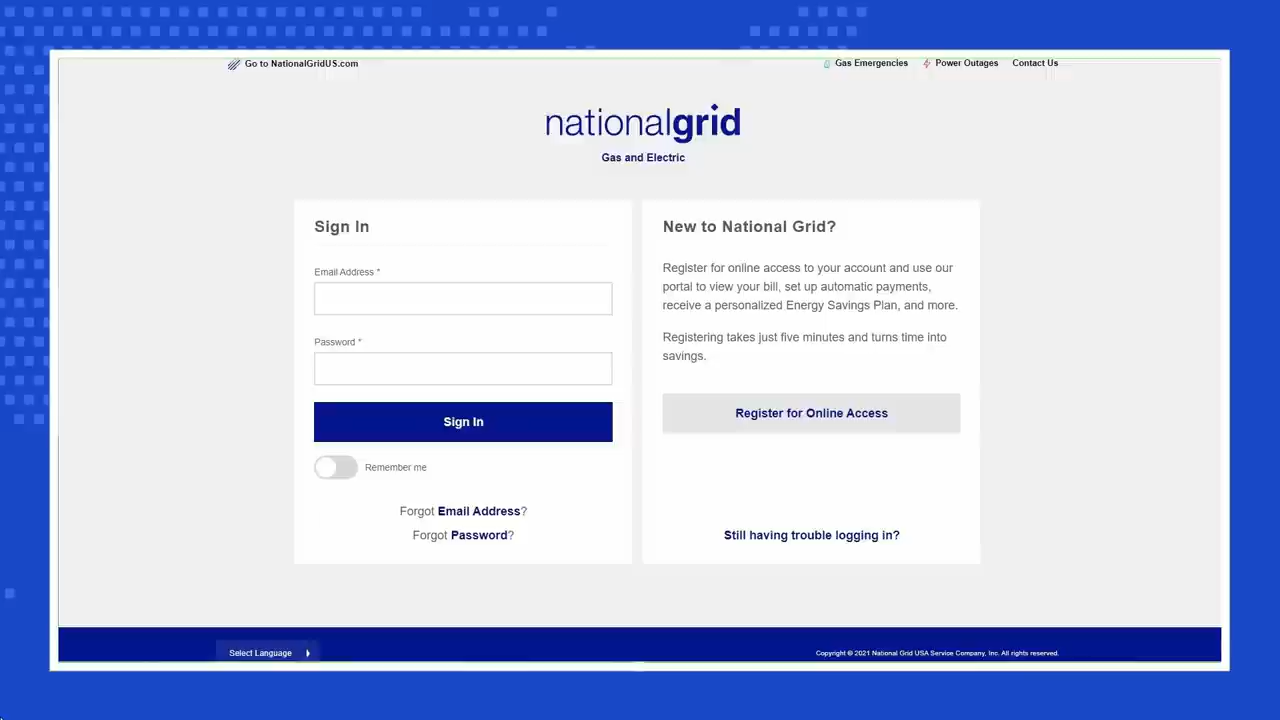 Go to NationalGridUS.com
Gas Emergencies
Power Outages
Contact Us
nationalgrid
Gas and Electric
Sign In
Email Address *
Password *
Sign In
Remember me
Forgot Email Address?
Forgot Password?
New to National Grid?
Register for online access to your account and use our
portal to view your bill, set up automatic payments,
receive a personalized Energy Savings Plan, and more.
Registering takes just five minutes and turns time into
savings.
Register for Online Access
Still having trouble logging in?
Select Language
Copyright © 2021 National Grid USA Service Company, Inc. All rights reserved.